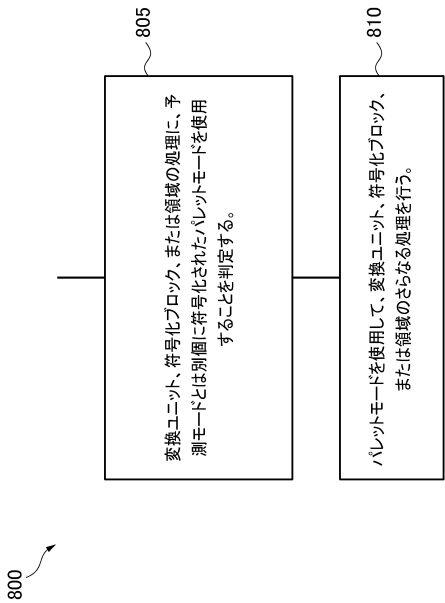 800
805
変換ユニット、符号化ブロック、または領域の処理に、予
測モードとは別個に符号化されたパレットモードを使用
することを判定する。
810
パレットモードを使用して、変換ユニット、符号化ブロック、
または領域のさらなる処理を行う。